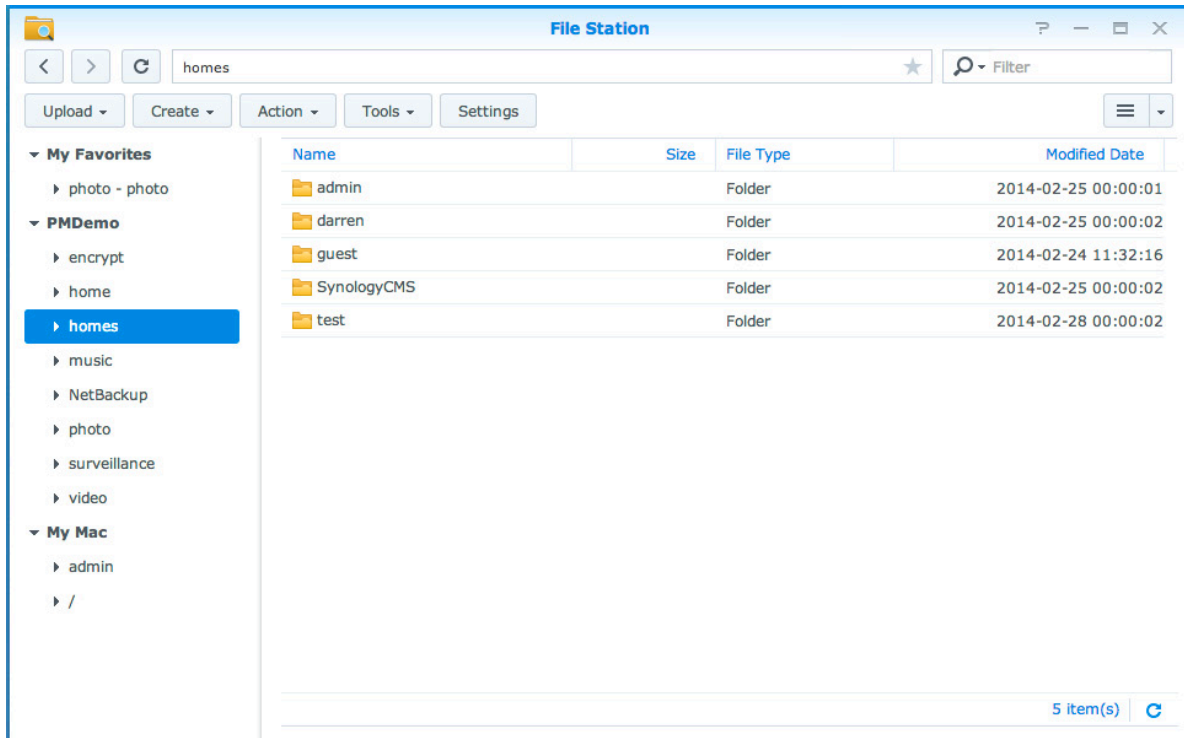 File Station
homes
Filter
Upload Create Action Tools Settings
My Favorites
photo - photo
PMDemo
encrypt
home
homes
music
NetBackup
photo
surveillance
video
My Mac
admin
/
Name Size File Type Modified Date
admin Folder 2014-02-25 00:00:01
darren Folder 2014-02-25 00:00:02
guest Folder 2014-02-24 11:32:16
SynologyCMS Folder 2014-02-25 00:00:02
test Folder 2014-02-28 00:00:02
5 item(s)